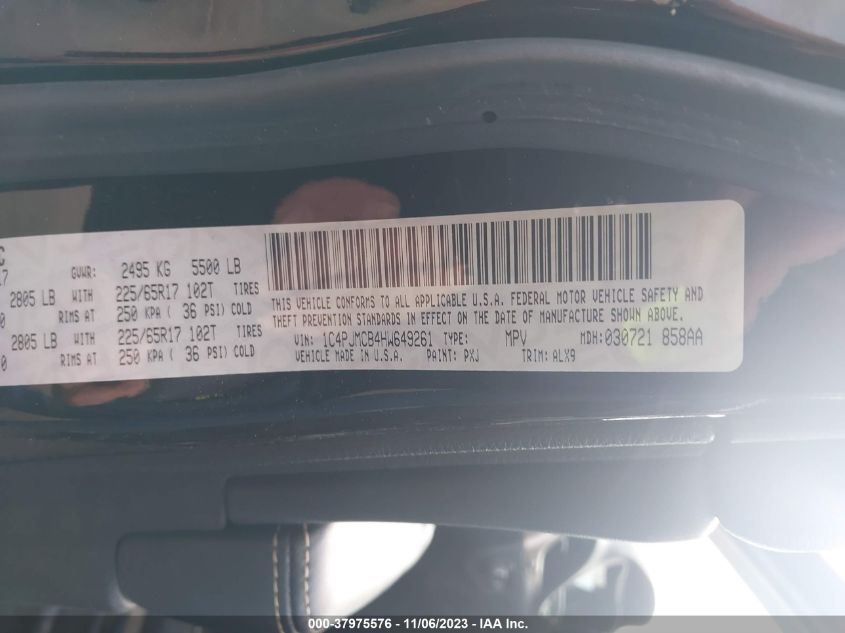 C
17
GVWR: 2495 KG 5500 LB
2805 LB WITH 225/65R17 102T TIRES
0 RIMS AT 250 KPA ( 36 PSI) COLD
2805 LB WITH 225/65R17 102T TIRES
0 RIMS AT 250 KPA ( 36 PSI) COLD
THIS VEHICLE CONFORMS TO ALL APPLICABLE U.S.A. FEDERAL MOTOR VEHICLE SAFETY AND
THEFT PREVENTION STANDARDS IN EFFECT ON THE DATE OF MANUFACTURE SHOWN ABOVE.
VIN: 1C4PJMCB4HW649261 TYPE: MPV MDH: 030721 858AA
VEHICLE MADE IN U.S.A. PAINT: PXJ TRIM: ALX9
000-37975576 - 11/06/2023 - IAA Inc.